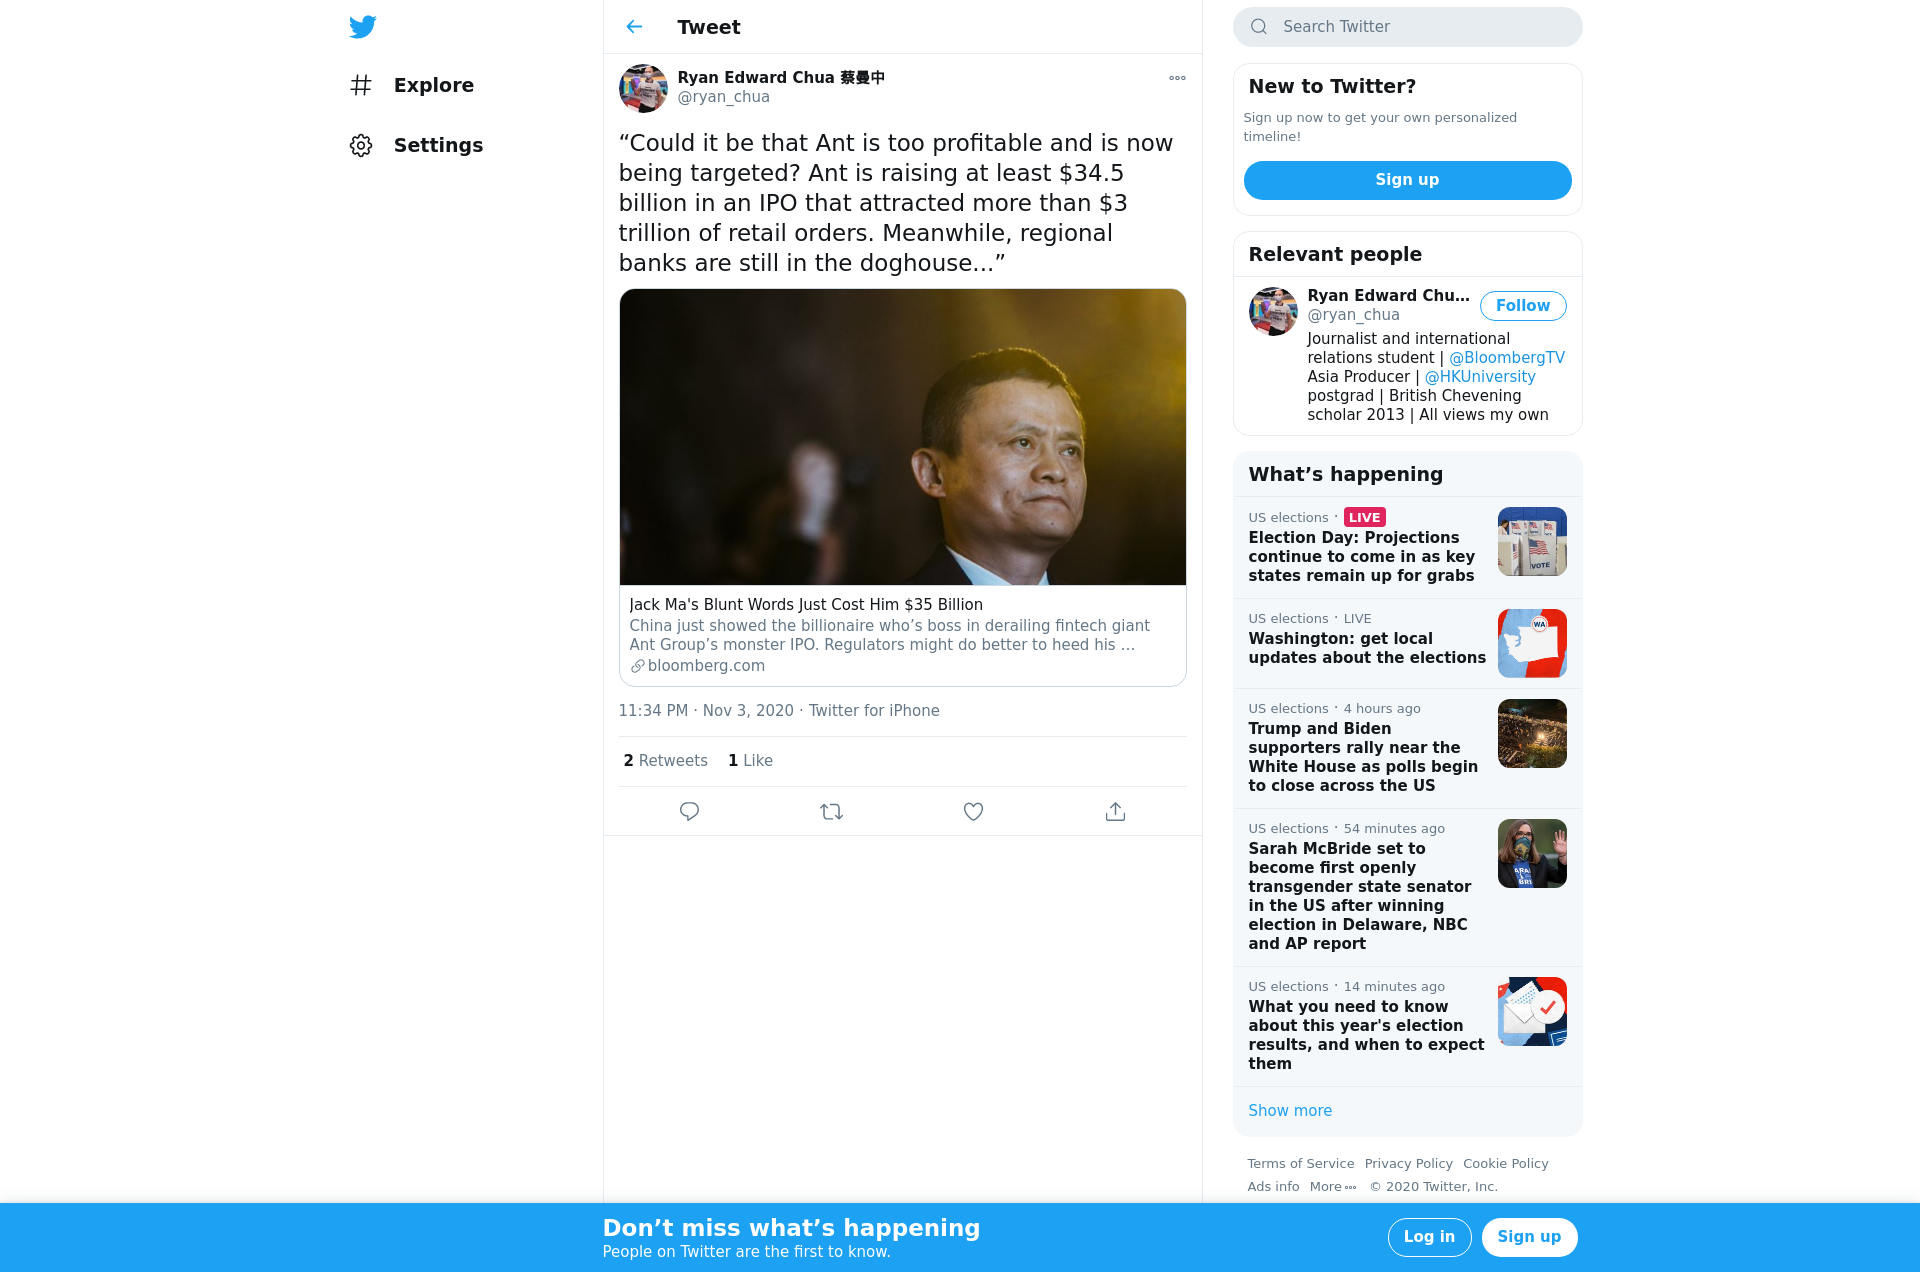 Explore
Settings
Tweet
Ryan Edward Chua 蔡曼中
@ryan_chua
“Could it be that Ant is too profitable and is now
being targeted? Ant is raising at least $34.5
billion in an IPO that attracted more than $3
trillion of retail orders. Meanwhile, regional
banks are still in the doghouse...”
Jack Ma's Blunt Words Just Cost Him $35 Billion
China just showed the billionaire who’s boss in derailing fintech giant
Ant Group’s monster IPO. Regulators might do better to heed his …
bloomberg.com
11:34 PM · Nov 3, 2020 · Twitter for iPhone
2 Retweets 1 Like
Search Twitter
New to Twitter?
Sign up now to get your own personalized
timeline!
Sign up
Relevant people
Ryan Edward Chu…
@ryan_chua
Follow
Journalist and international
relations student | @BloombergTV
Asia Producer | @HKUniversity
postgrad | British Chevening
scholar 2013 | All views my own
What’s happening
US elections · LIVE
Election Day: Projections
continue to come in as key
states remain up for grabs
VOTE
US elections · LIVE
Washington: get local
updates about the elections
WA
US elections · 4 hours ago
Trump and Biden
supporters rally near the
White House as polls begin
to close across the US
US elections · 54 minutes ago
Sarah McBride set to
become first openly
transgender state senator
in the US after winning
election in Delaware, NBC
and AP report
US elections · 14 minutes ago
What you need to know
about this year's election
results, and when to expect
them
Show more
Terms of Service Privacy Policy Cookie Policy
Ads info More © 2020 Twitter, Inc.
Don’t miss what’s happening
People on Twitter are the first to know.
Log in
Sign up